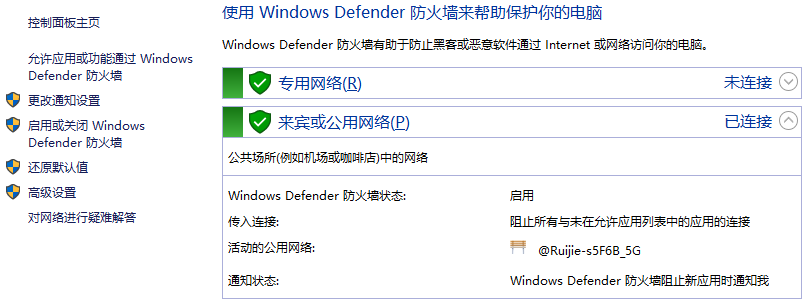 控制面板主页
允许应用或功能通过 Windows
Defender 防火墙
更改通知设置
启用或关闭 Windows
Defender 防火墙
还原默认值
高级设置
对网络进行疑难解答
使用 Windows Defender 防火墙来帮助保护你的电脑
Windows Defender 防火墙有助于防止黑客或恶意软件通过 Internet 或网络访问你的电脑。
专用网络(R) 未连接
来宾或公用网络(P) 已连接
公共场所(例如机场或咖啡店)中的网络
Windows Defender 防火墙状态: 启用
传入连接: 阻止所有与未在允许应用列表中的应用的连接
活动的公用网络: @Ruijie-s5F6B_5G
通知状态: Windows Defender 防火墙阻止新应用时通知我